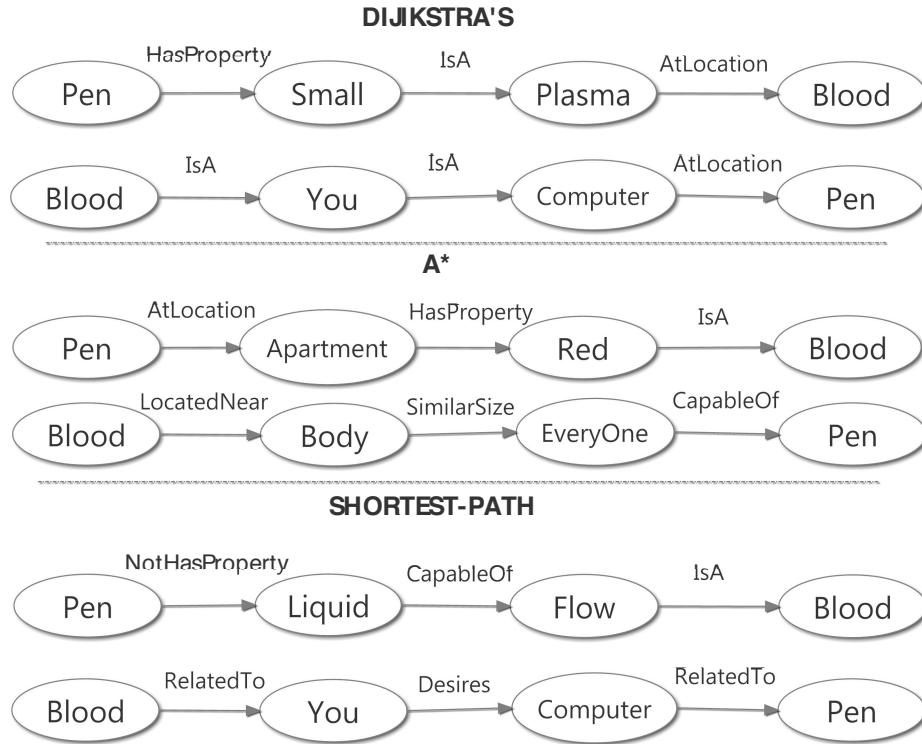 DIJIKSTRA'S
HasProperty IsA AtLocation
Pen Small Plasma Blood
IsA IsA AtLocation
Blood You Computer Pen
A*
AtLocation HasProperty IsA
Pen Apartment Red Blood
LocatedNear SimilarSize CapableOf
Blood Body EveryOne Pen
SHORTEST-PATH
NotHasProperty CapableOf IsA
Pen Liquid Flow Blood
RelatedTo Desires RelatedTo
Blood You Computer Pen